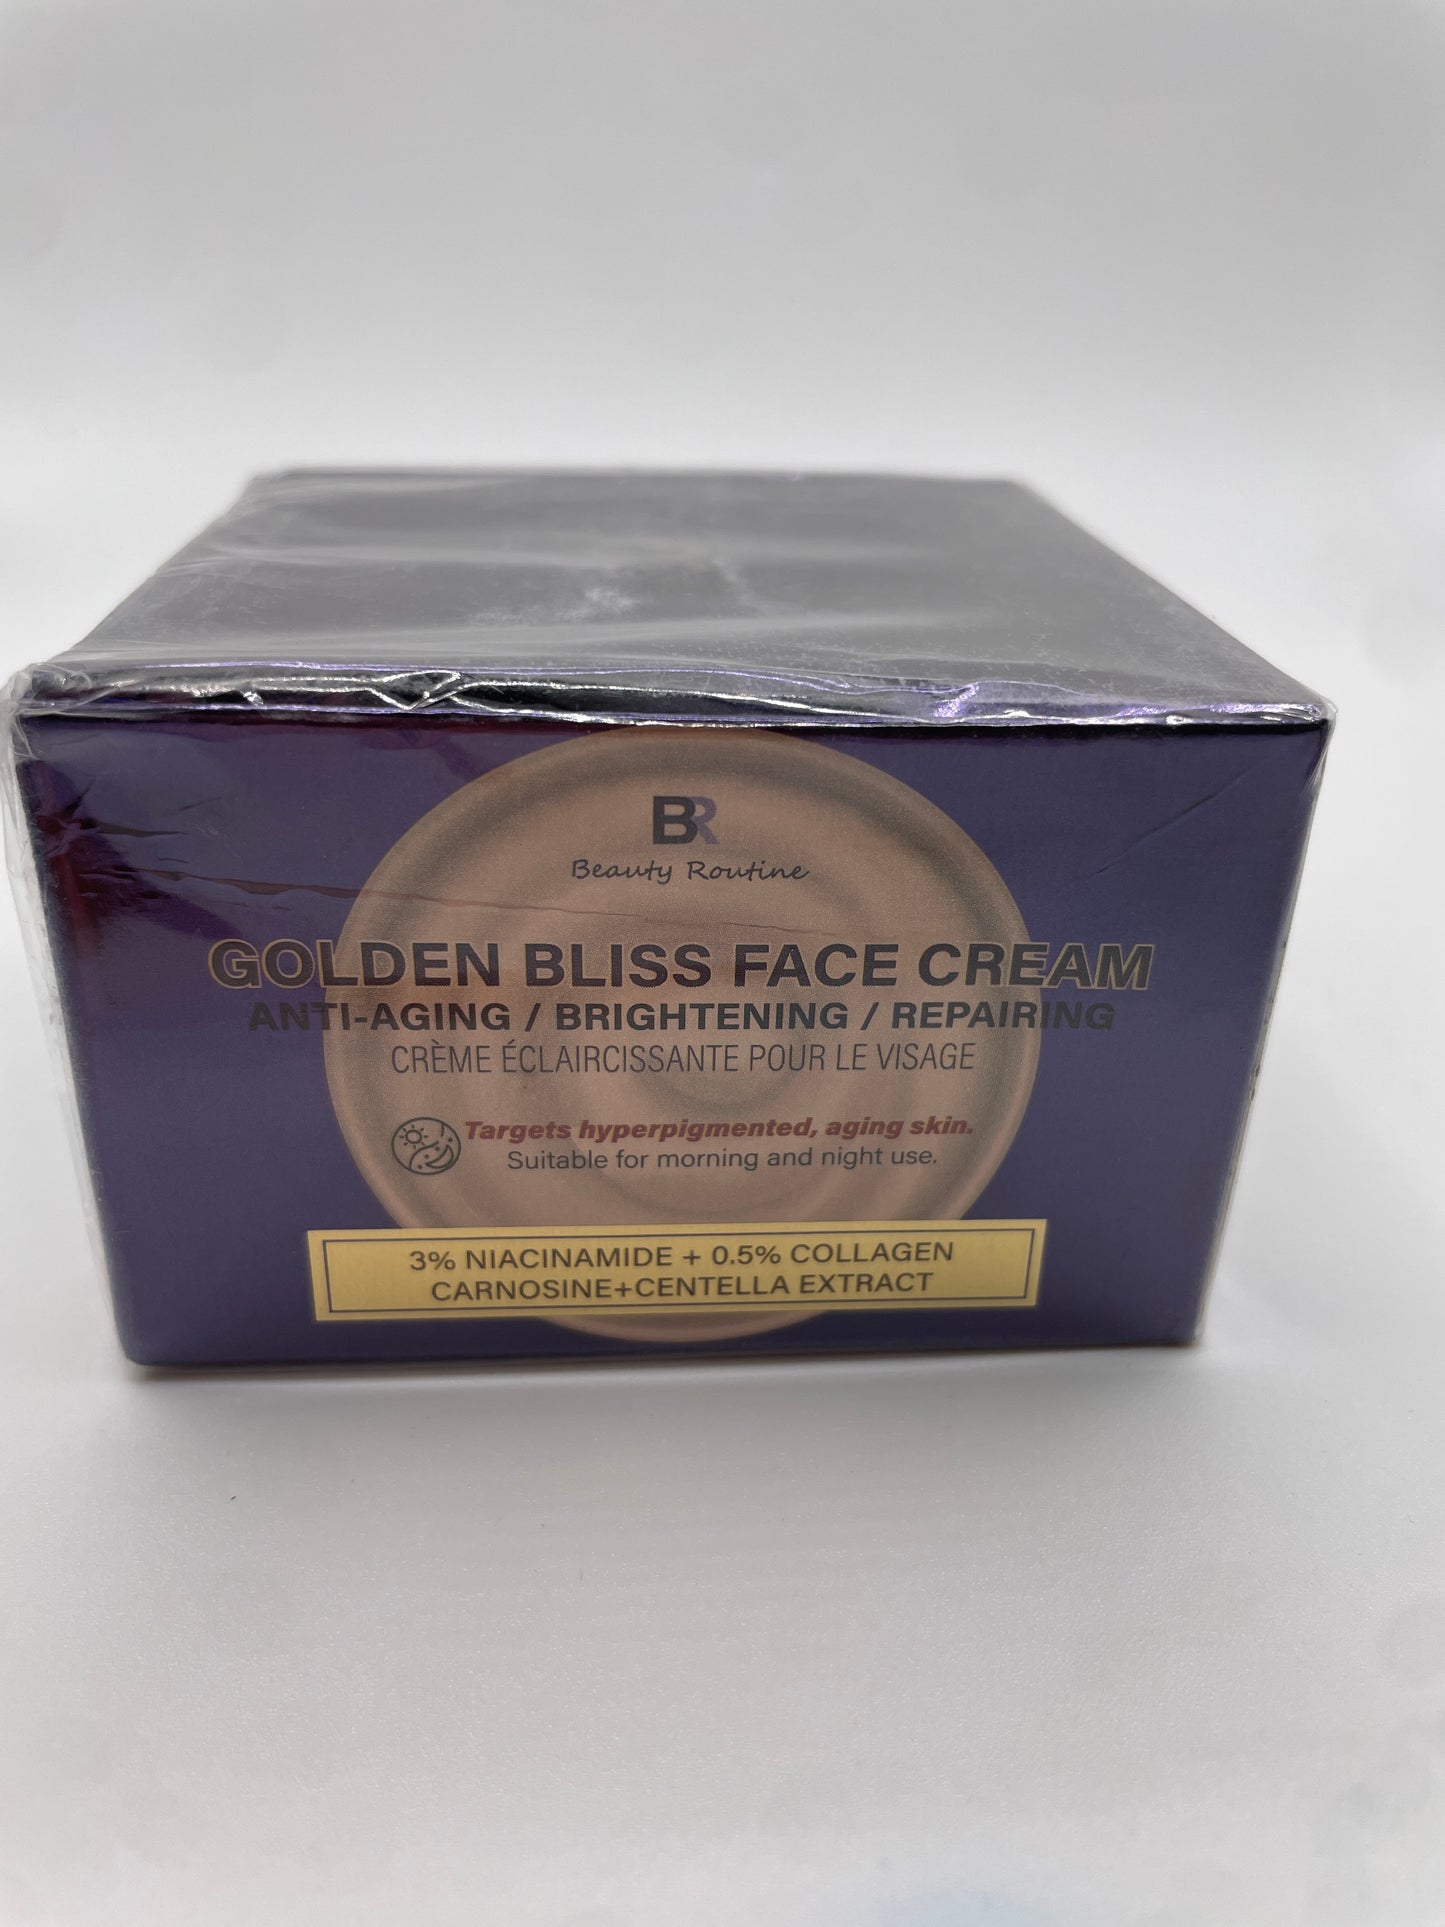 BR
Beauty Routine
GOLDEN BLISS FACE CREAM
ANTI-AGING / BRIGHTENING / REPAIRING
CRÈME ÉCLAIRCISSANTE POUR LE VISAGE
Targets hyperpigmented, aging skin.
Suitable for morning and night use.
3% NIACINAMIDE + 0.5% COLLAGEN
CARNOSINE+CENTELLA EXTRACT